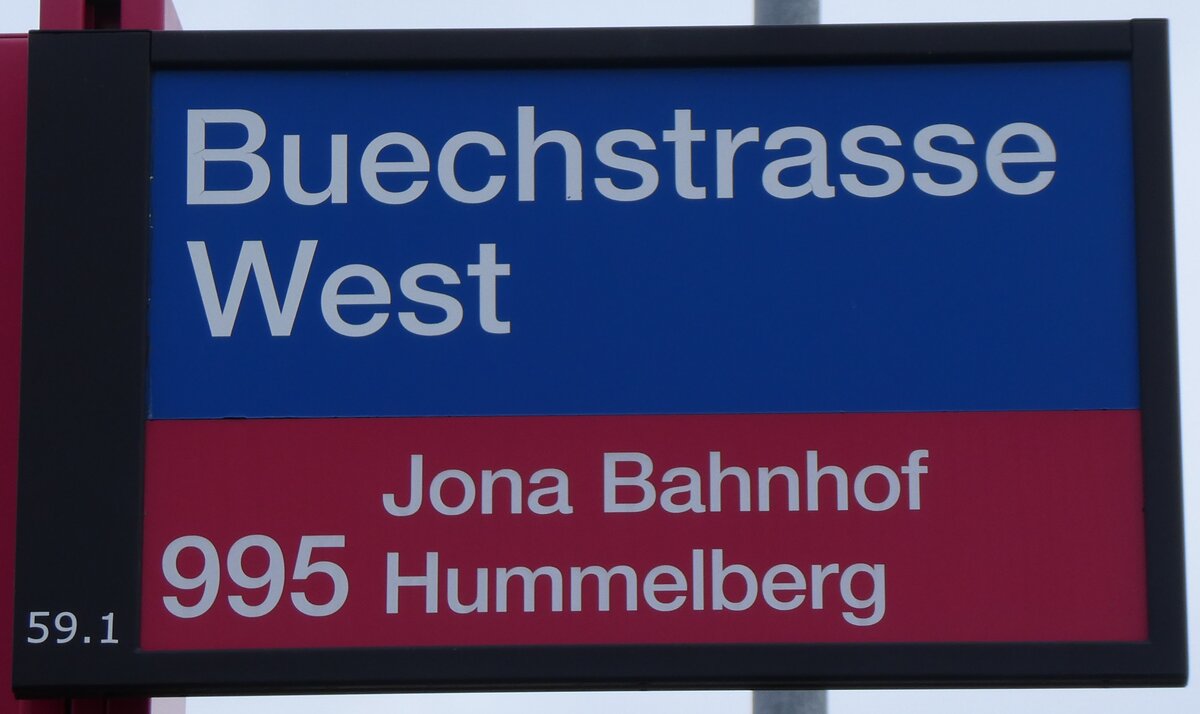 Buechstrasse
West
Jona Bahnhof
995 Hummelberg
59.1